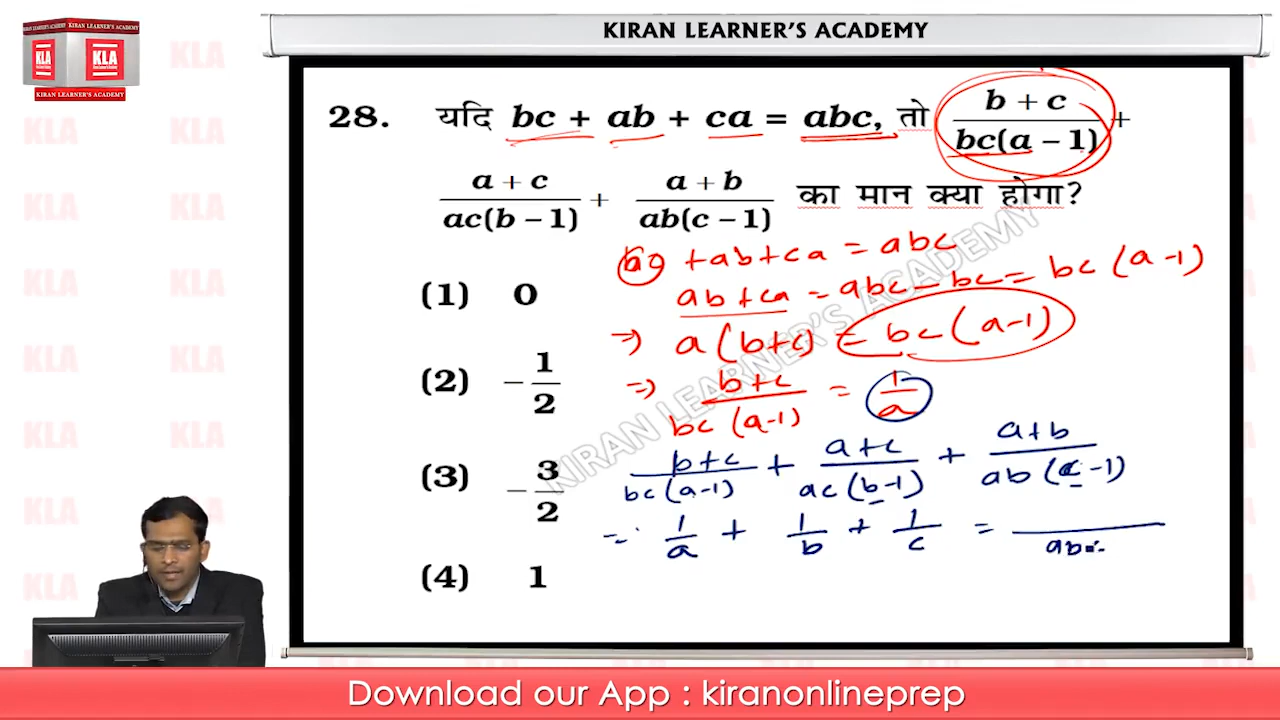 KIRAN LEARNER'S ACADEMY
KIRAN LEARNER'S ACADEMY
KLA
KLA
KIRAN LEARNER'S ACADEMY
28. यदि bc + ab + ca = abc, तो (b + c)/(bc(a − 1)) +
(a + c)/(ac(b − 1)) + (a + b)/(ab(c − 1)) का मान क्या होगा?
(1) 0
(2) −1/2
(3) −3/2
(4) 1
+ab+ca = abc
ab+ca = abc − bc = bc (a−1)
⇒ a(b+c) = bc (a−1)
⇒ (b+c)/(bc (a−1)) = 1/a
(b+c)/(bc (a−1)) + (a+c)/(ac (b−1)) + (a+b)/(ab (c−1))
= 1/a + 1/b + 1/c =
KIRAN LEARNER'S ACADEMY
Download our App : kiranonlineprep